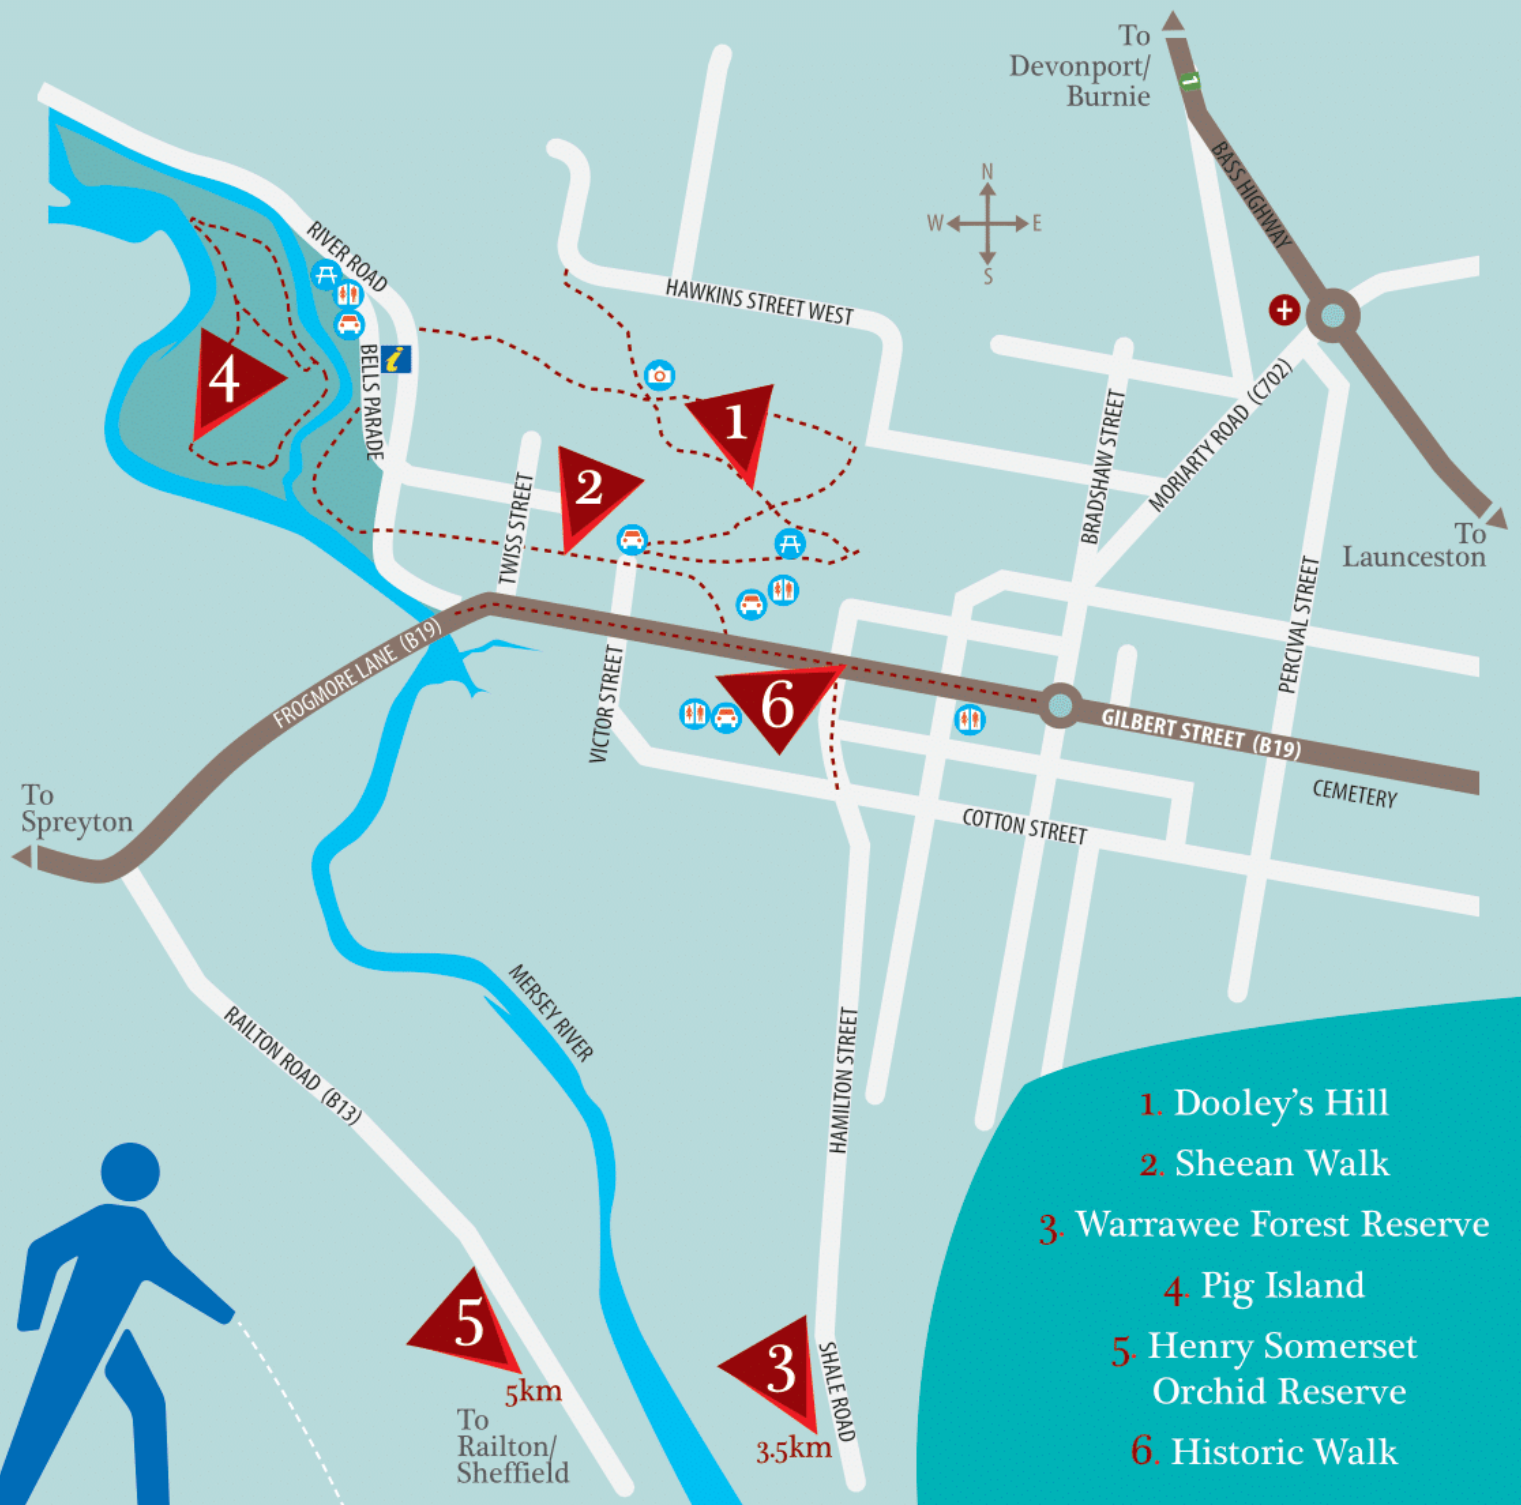 To
Devonport/
Burnie
1
BASS HIGHWAY
N
W E
S
RIVER ROAD
HAWKINS STREET WEST
4
BELLS PARADE
i
1
2
TWISS STREET
BRADSHAW STREET
MORIARTY ROAD (C702)
To
Launceston
PERCIVAL STREET
FROGMORE LANE (B19)
VICTOR STREET
6
GILBERT STREET (B19)
CEMETERY
To
Spreyton
COTTON STREET
MERSEY RIVER
RAILTON ROAD (B13)
HAMILTON STREET
5
5km
To
Railton/
Sheffield
3
3.5km
SHALE ROAD
1. Dooley’s Hill
2. Sheean Walk
3. Warrawee Forest Reserve
4. Pig Island
5. Henry Somerset
Orchid Reserve
6. Historic Walk